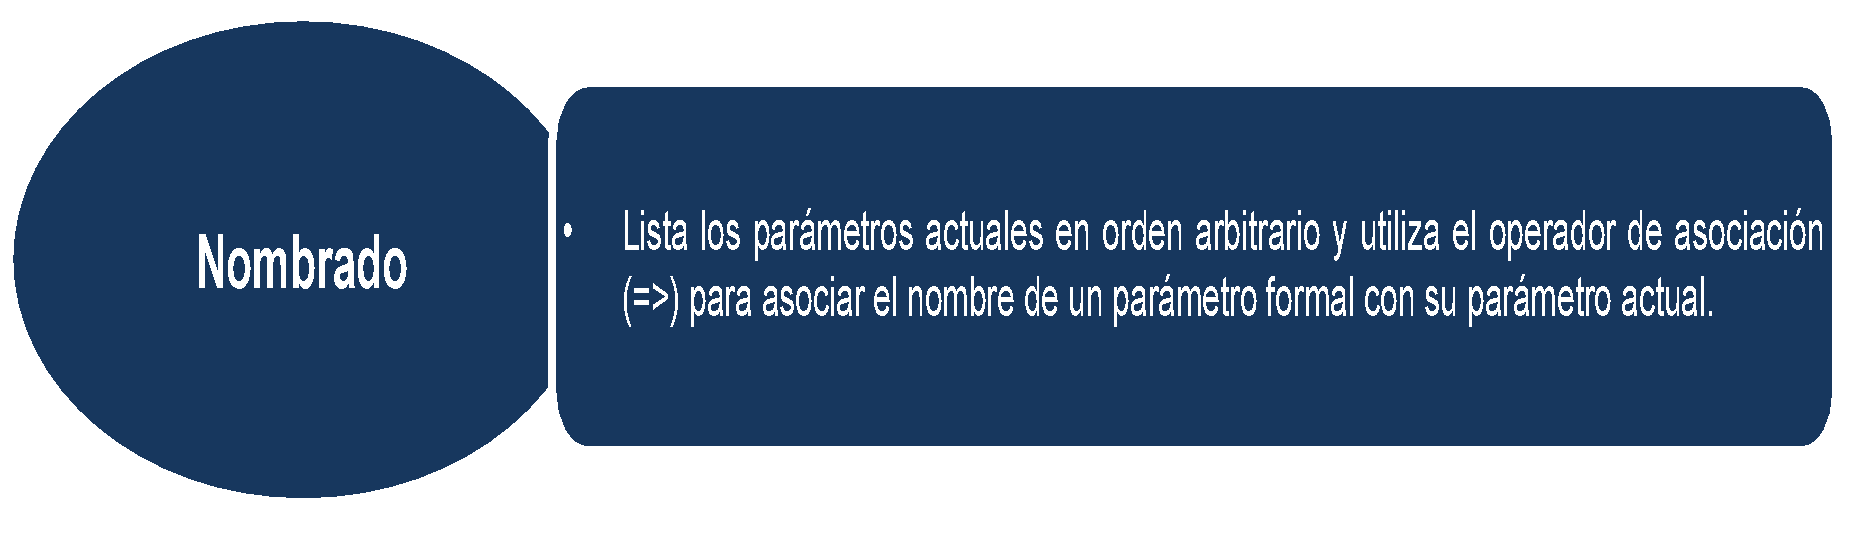 Nombrado
• Lista los parámetros actuales en orden arbitrario y utiliza el operador de asociación
(=>) para asociar el nombre de un parámetro formal con su parámetro actual.